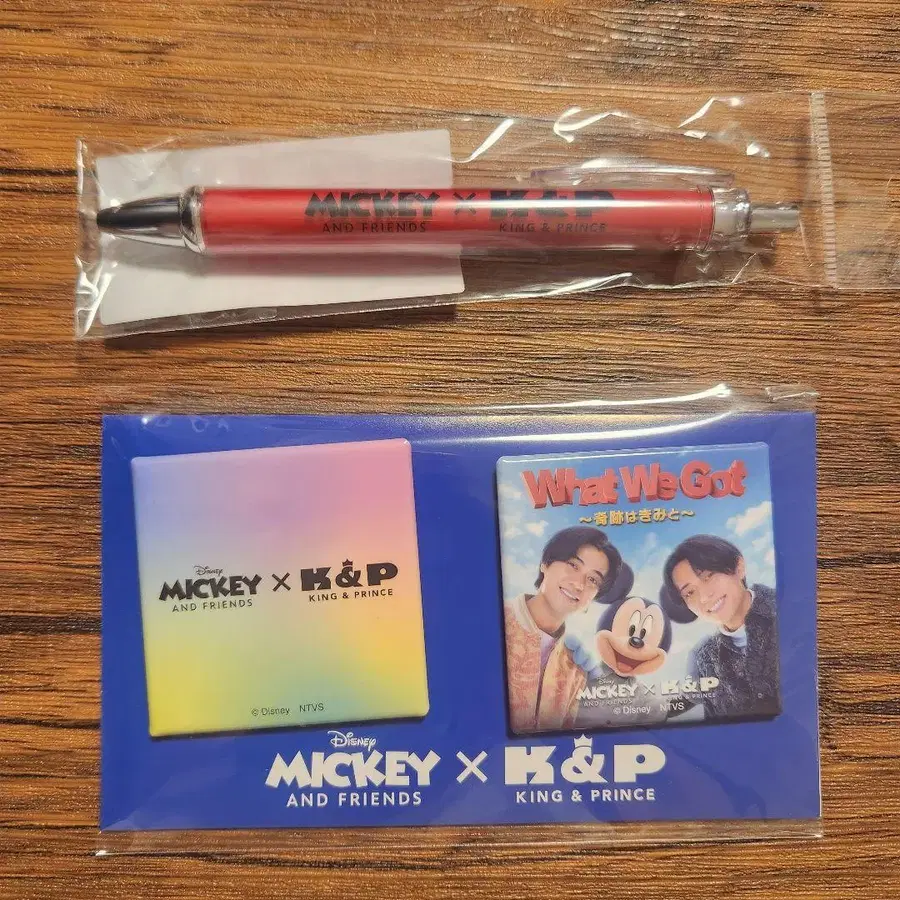 MICKEY × K&P
AND FRIENDS KING & PRINCE
Disney
MICKEY × K&P
AND FRIENDS KING & PRINCE
© Disney NTVS
What We Got
～奇跡はきみと～
Disney
MICKEY × K&P
AND FRIENDS KING & PRINCE
© Disney NTVS
Disney
MICKEY × K&P
AND FRIENDS KING & PRINCE